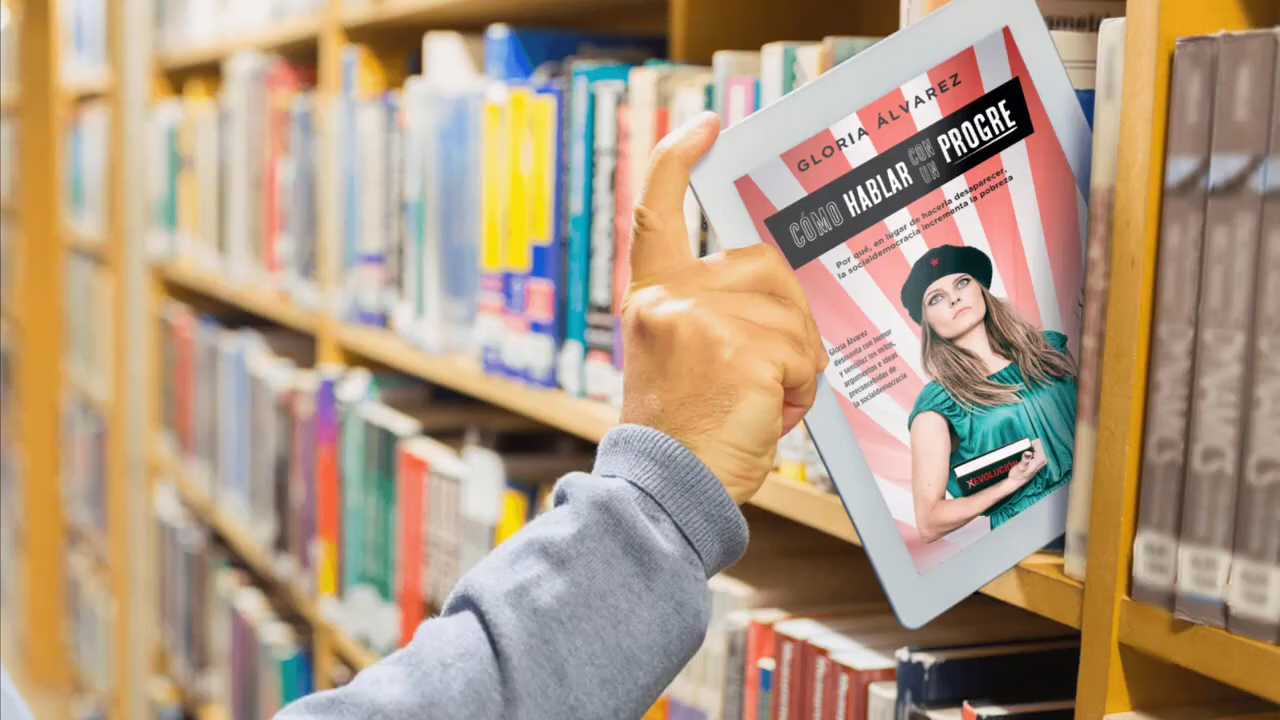 GLORIA ÁLVAREZ
CÓMO HABLAR CON UN PROGRE
Por qué, en lugar de hacerla desaparecer,
la socialdemocracia incrementa la pobreza
Gloria Álvarez
desmonta con humor
y sencillez los mitos,
argumentos e ideas
preconcebidas de
la socialdemocracia
XEVOLUCIÓN